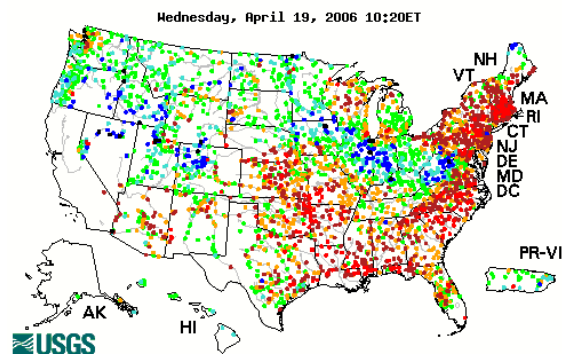 Wednesday, April 19, 2006 10:20ET
NH
VT
MA
RI
CT
NJ
DE
MD
DC
PR-VI
AK
HI
USGS